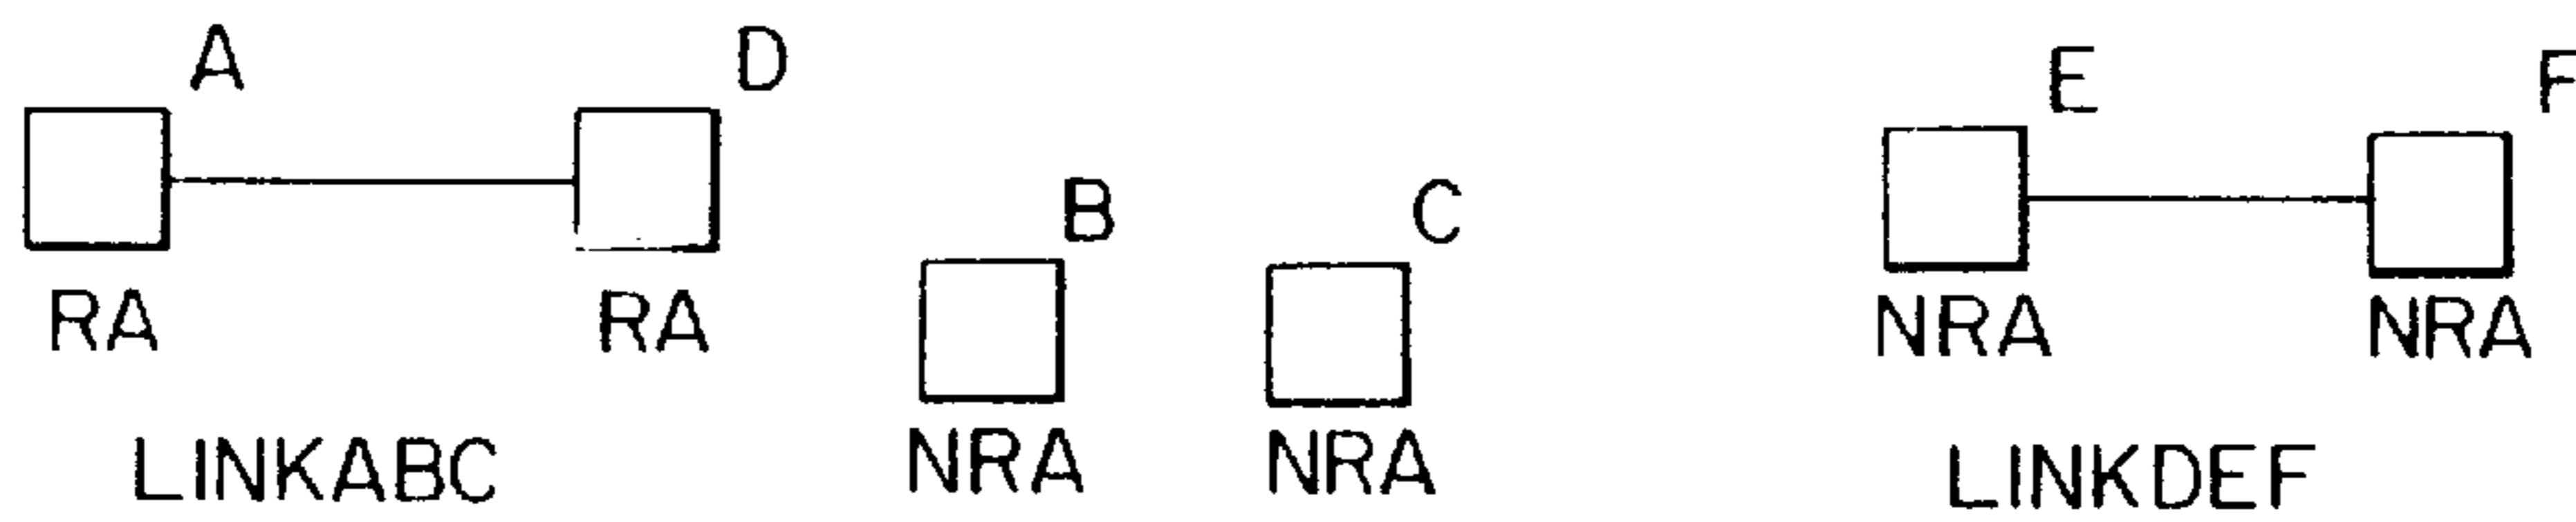 A D
E F
B C
RA RA
NRA NRA
LINKABC NRA NRA LINKDEF